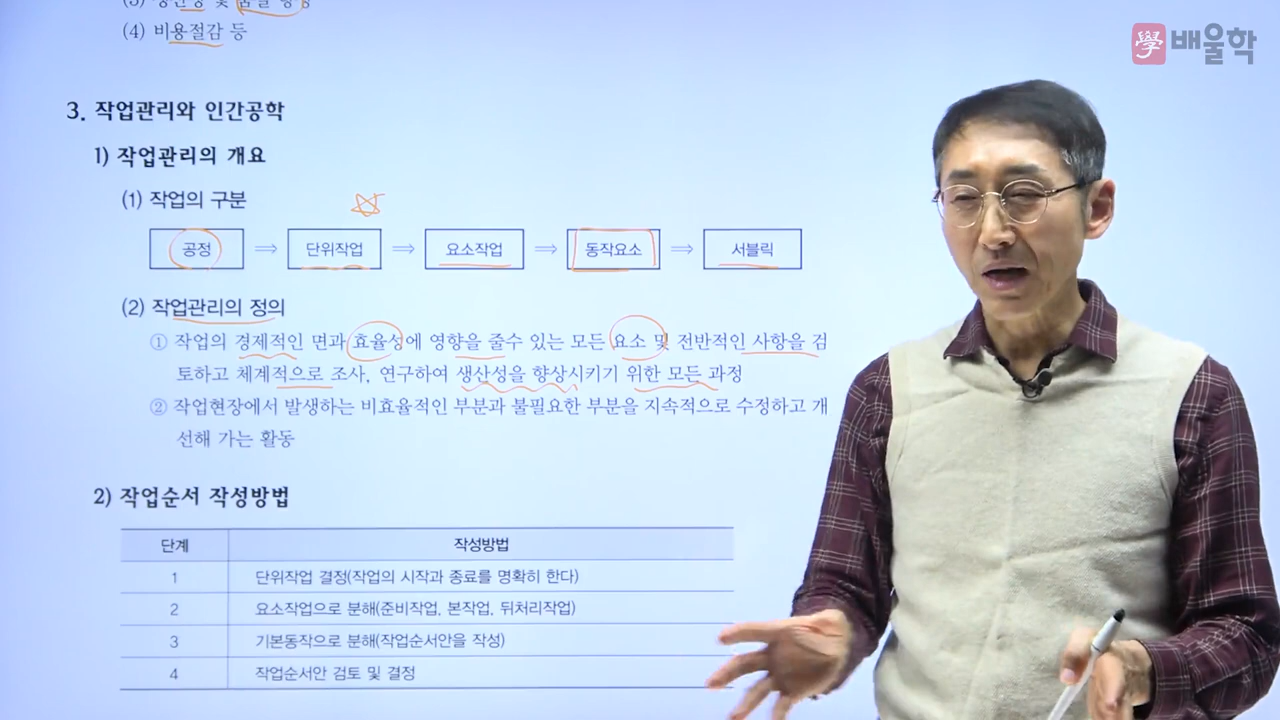 (4) 비용절감 등
學 배울학
3. 작업관리와 인간공학
1) 작업관리의 개요
(1) 작업의 구분
공정 ⇒ 단위작업 ⇒ 요소작업 ⇒ 동작요소 ⇒ 서블릭
(2) 작업관리의 정의
① 작업의 경제적인 면과 효율성에 영향을 줄수 있는 모든 요소 및 전반적인 사항을 검
토하고 체계적으로 조사, 연구하여 생산성을 향상시키기 위한 모든 과정
② 작업현장에서 발생하는 비효율적인 부분과 불필요한 부분을 지속적으로 수정하고 개
선해 가는 활동
2) 작업순서 작성방법
단계 작성방법
1 단위작업 결정(작업의 시작과 종료를 명확히 한다)
2 요소작업으로 분해(준비작업, 본작업, 뒤처리작업)
3 기본동작으로 분해(작업순서안을 작성)
4 작업순서안 검토 및 결정